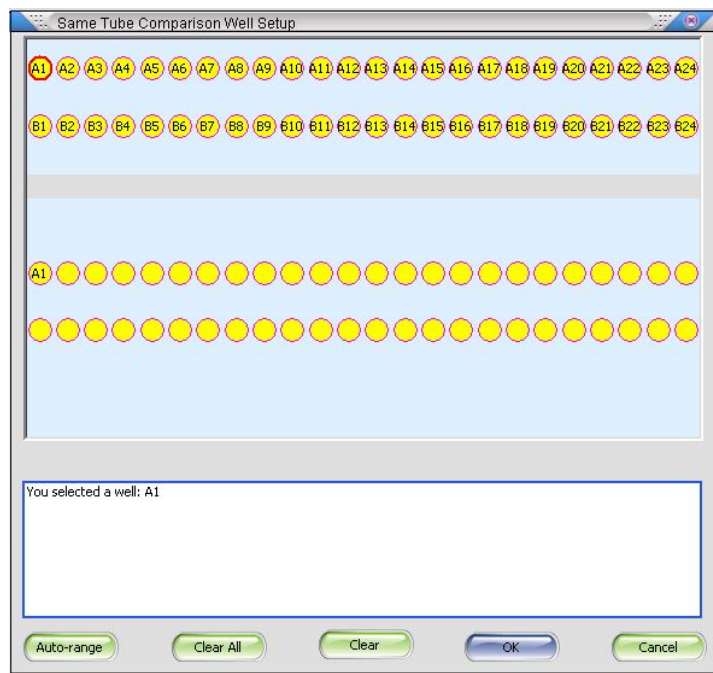 Same Tube Comparison Well Setup
A1 A2 A3 A4 A5 A6 A7 A8 A9 A10 A11 A12 A13 A14 A15 A16 A17 A18 A19 A20 A21 A22 A23 A24
B1 B2 B3 B4 B5 B6 B7 B8 B9 B10 B11 B12 B13 B14 B15 B16 B17 B18 B19 B20 B21 B22 B23 B24
A1
You selected a well: A1
Auto-range Clear All Clear OK Cancel